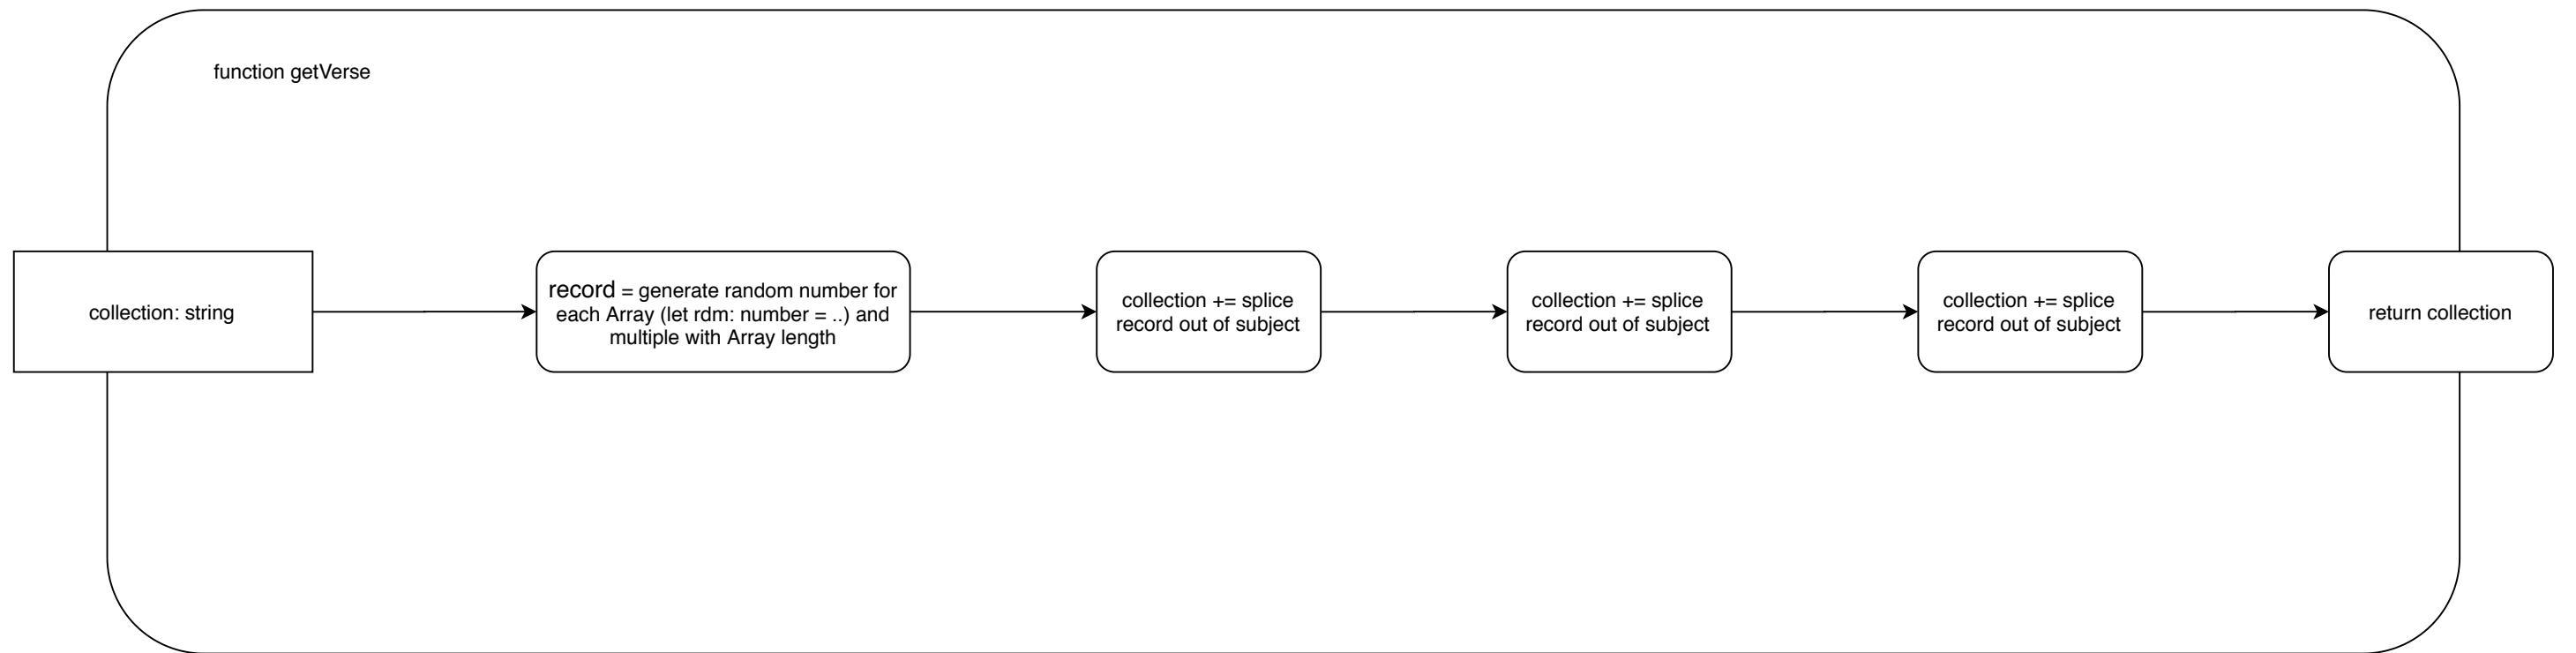 function getVerse
collection: string
record = generate random number for
each Array (let rdm: number = ..) and
multiple with Array length
collection += splice
record out of subject
collection += splice
record out of subject
collection += splice
record out of subject
return collection